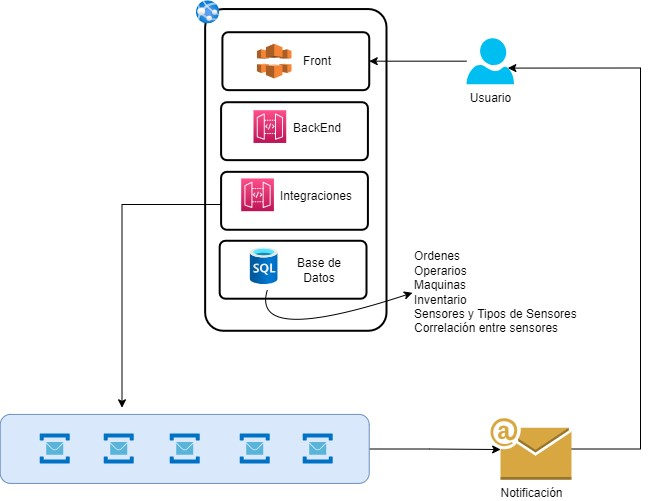 Front
Usuario
BackEnd
Integraciones
SQL
Base de
Datos
Ordenes
Operarios
Maquinas
Inventario
Sensores y Tipos de Sensores
Correlación entre sensores
@
Notificación